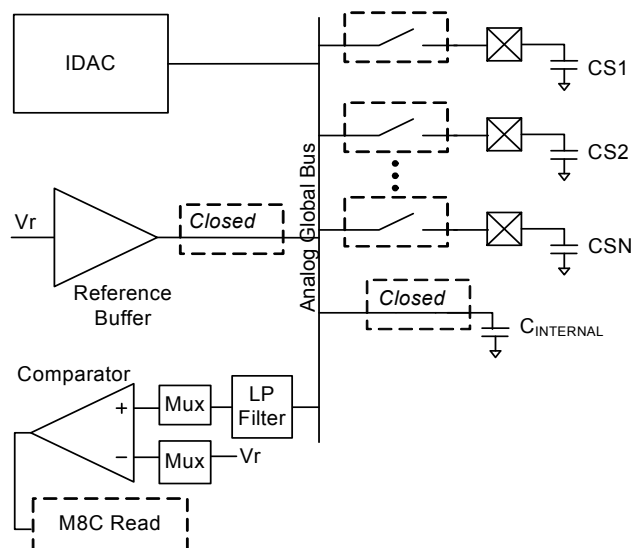 IDAC
CS1
CS2
Analog Global Bus
Vr
Closed
CSN
Reference
Buffer
Closed
CINTERNAL
Comparator
+
Mux
LP
Filter
−
Mux
Vr
M8C Read